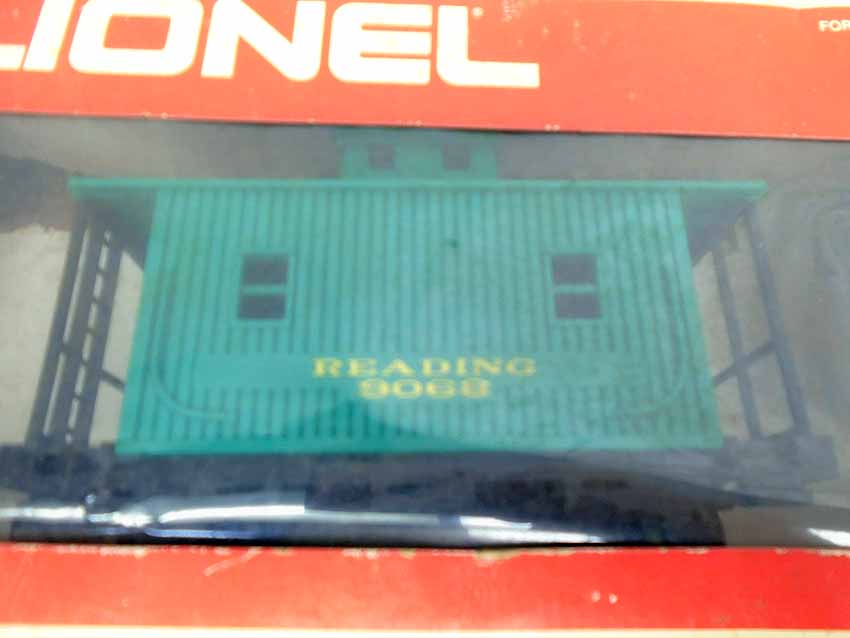 LIONEL
FOR
READING
9068